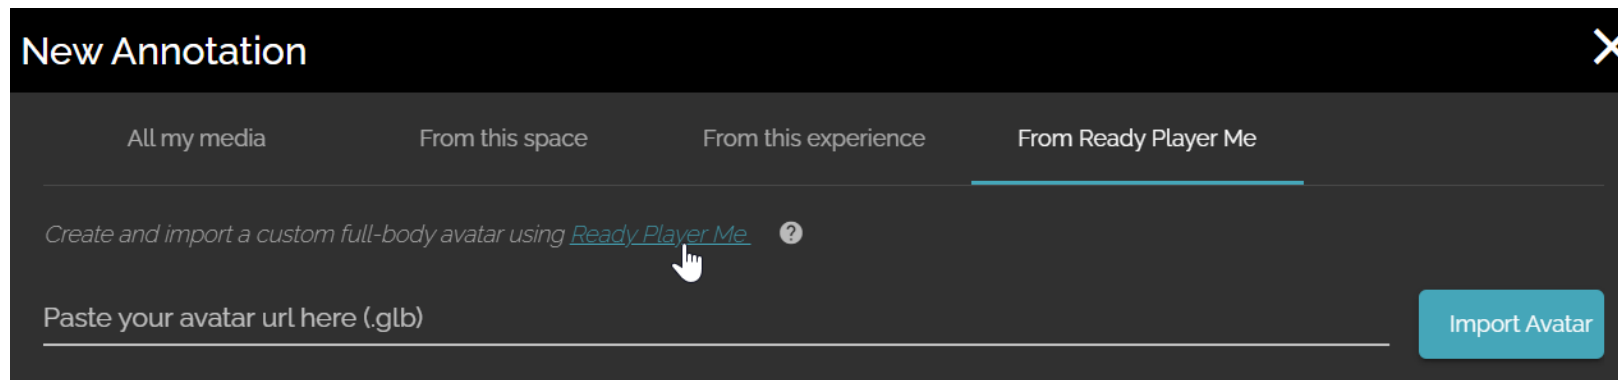 New Annotation
All my media From this space From this experience From Ready Player Me
Create and import a custom full-body avatar using Ready Player Me ?
Paste your avatar url here (.glb)
Import Avatar